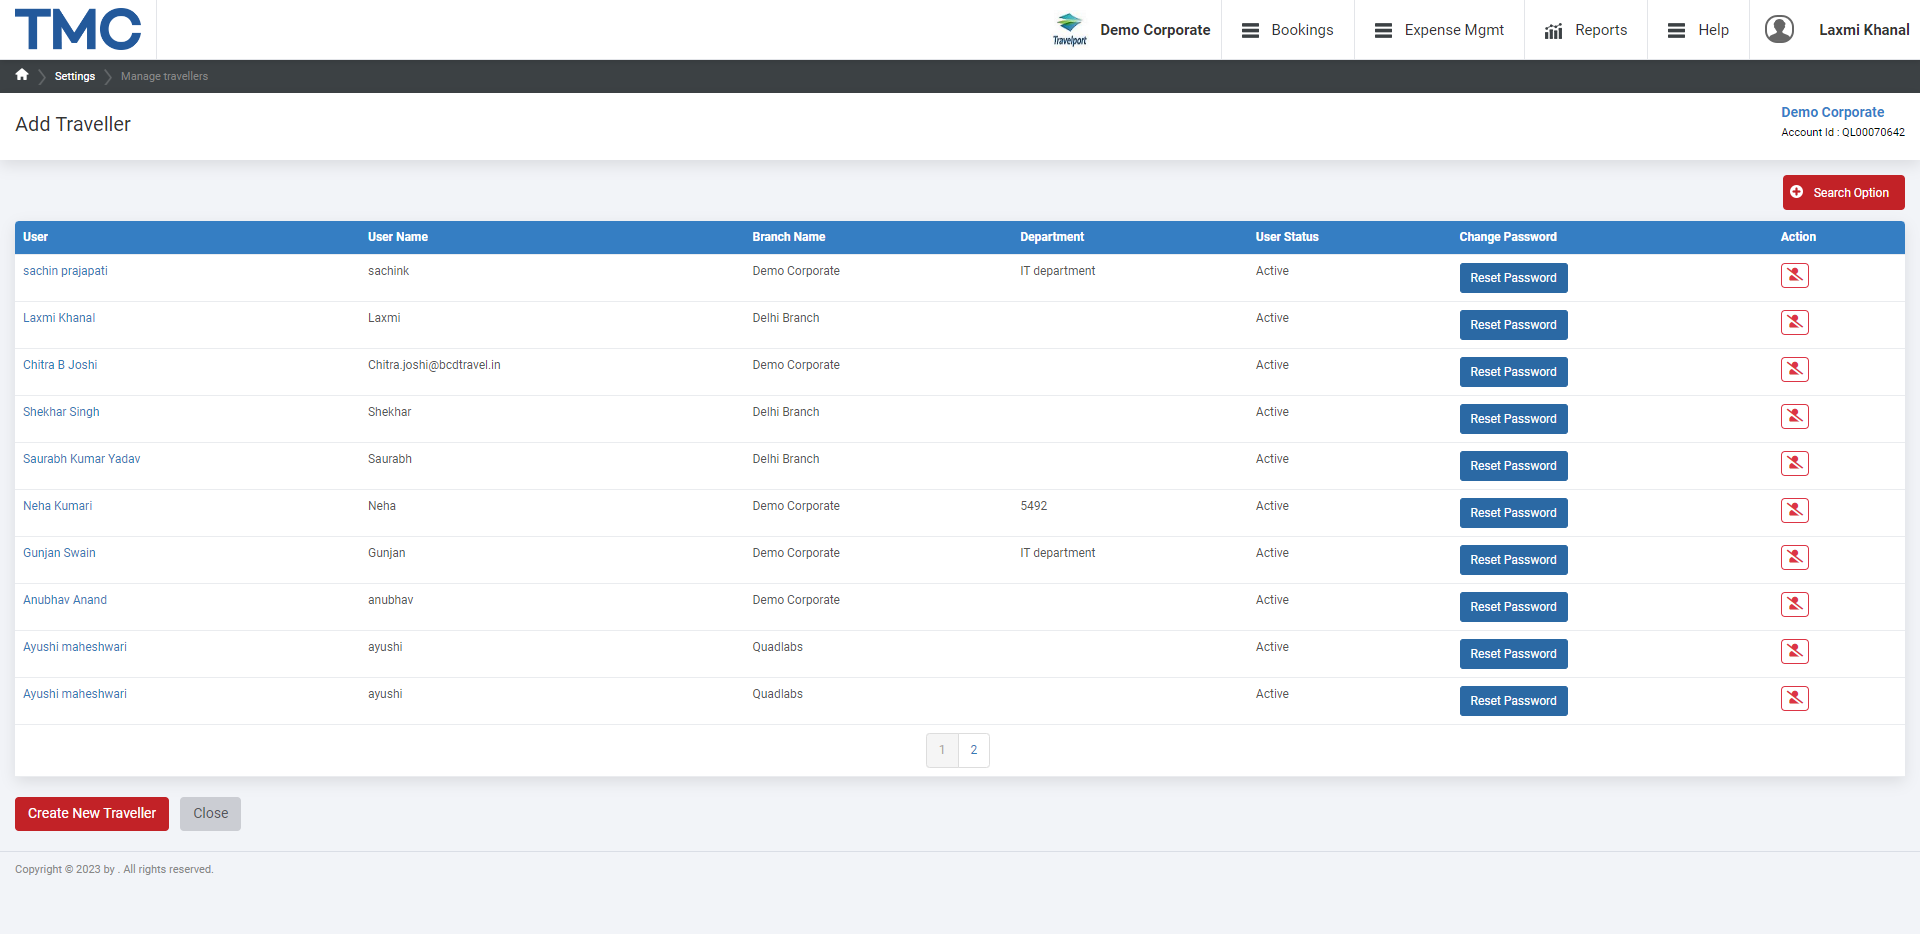 TMC
Travelport
Demo Corporate
Bookings
Expense Mgmt
Reports
Help
Laxmi Khanal
Settings
Manage travellers
Add Traveller
Demo Corporate
Account Id : QL00070642
Search Option
User User Name Branch Name Department User Status Change Password Action
sachin prajapati sachink Demo Corporate IT department Active Reset Password
Laxmi Khanal Laxmi Delhi Branch Active Reset Password
Chitra B Joshi Chitra.joshi@bcdtravel.in Demo Corporate Active Reset Password
Shekhar Singh Shekhar Delhi Branch Active Reset Password
Saurabh Kumar Yadav Saurabh Delhi Branch Active Reset Password
Neha Kumari Neha Demo Corporate 5492 Active Reset Password
Gunjan Swain Gunjan Demo Corporate IT department Active Reset Password
Anubhav Anand anubhav Demo Corporate Active Reset Password
Ayushi maheshwari ayushi Quadlabs Active Reset Password
Ayushi maheshwari ayushi Quadlabs Active Reset Password
1 2
Create New Traveller Close
Copyright © 2023 by . All rights reserved.